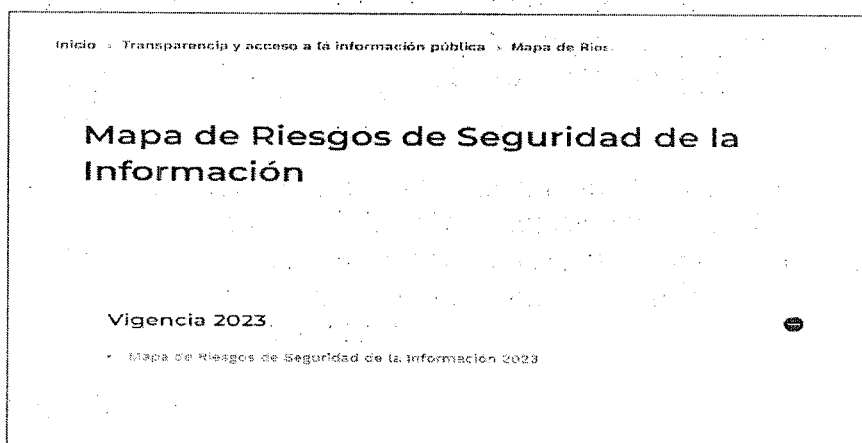 Inicio › Transparencia y acceso a la información pública › Mapa de
Mapa de Riesgos de Seguridad de la
Información
Vigencia 2023
• Mapa de Riesgos de Seguridad de la Información 2023